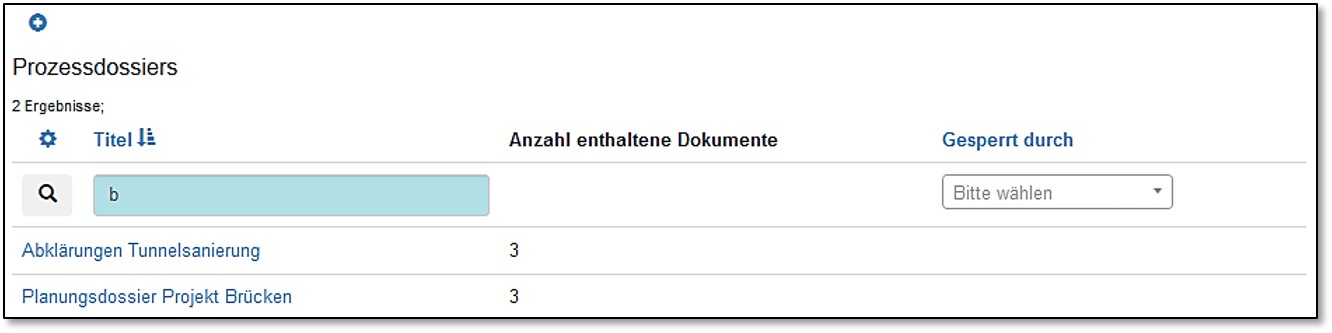 Prozessdossiers
2 Ergebnisse;
Titel Anzahl enthaltene Dokumente Gesperrt durch
b Bitte wählen
Abklärungen Tunnelsanierung 3
Planungsdossier Projekt Brücken 3